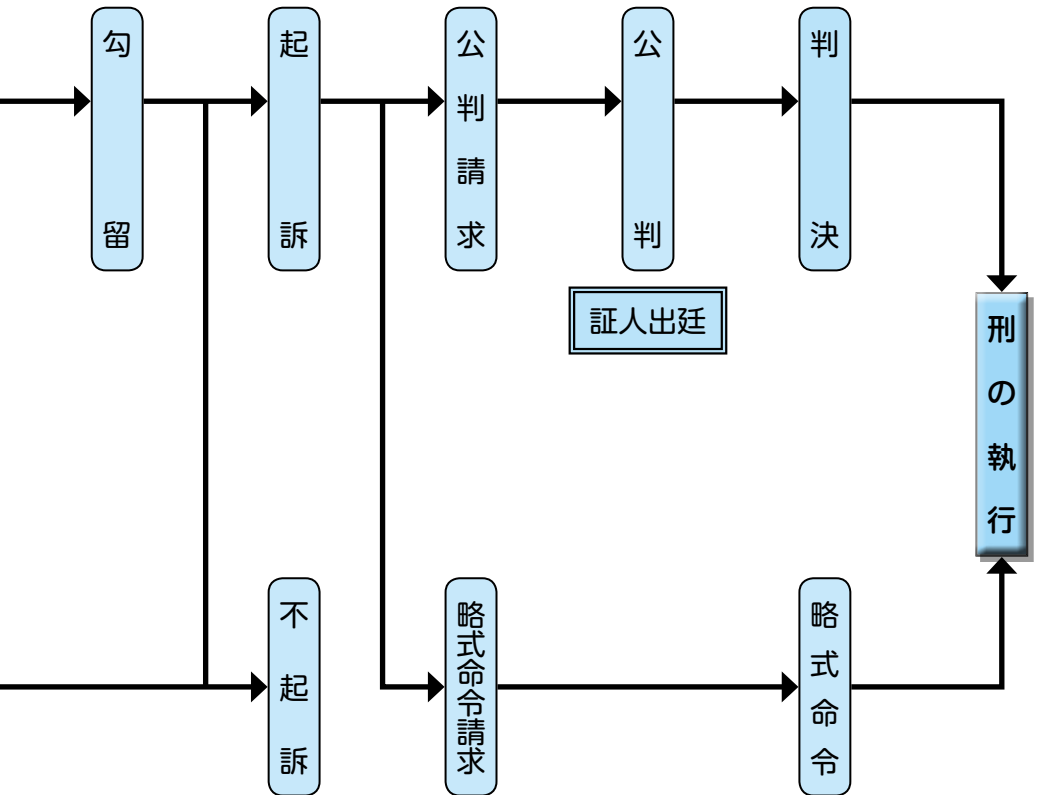 勾留
起訴
公判請求
公判
判決
証人出廷
刑の執行
不起訴
略式命令請求
略式命令